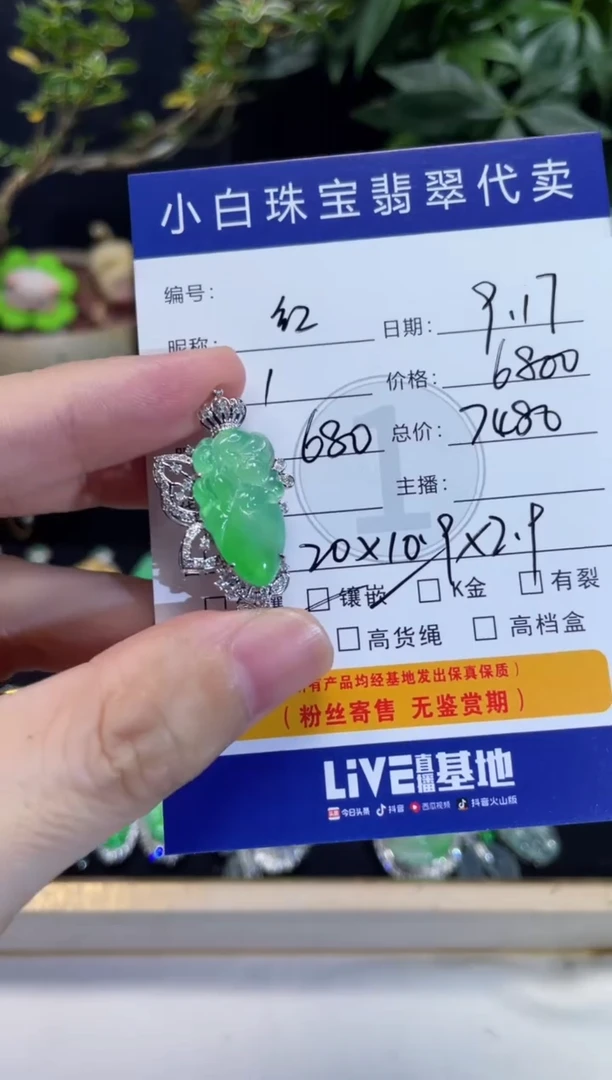 小白珠宝翡翠代卖
编号:
昵称: 红 日期: 9.17
1 价格: 6800
680 总价: 7480
主播:
20×10.9×2.9
□ 镶嵌 □ K金 □ 有裂
□ 高货绳 □ 高档盒
有产品均经基地发出保真保质)
(粉丝寄售 无鉴赏期)
LiVE直播基地
头条 今日头条 抖音 西瓜视频 抖音火山版